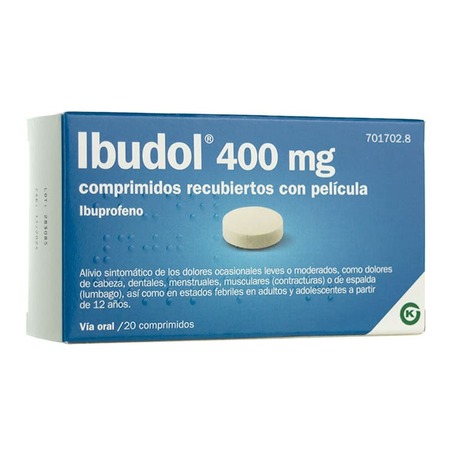 701702.8
Ibudol® 400 mg
comprimidos recubiertos con película
Ibuprofeno
Alivio sintomático de los dolores ocasionales leves o moderados, como dolores
de cabeza, dentales, menstruales, musculares (contracturas) o de espalda
(lumbago), así como en estados febriles en adultos y adolescentes a partir
de 12 años.
Vía oral /20 comprimidos
K